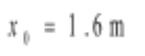 x₀ = 1.6 m